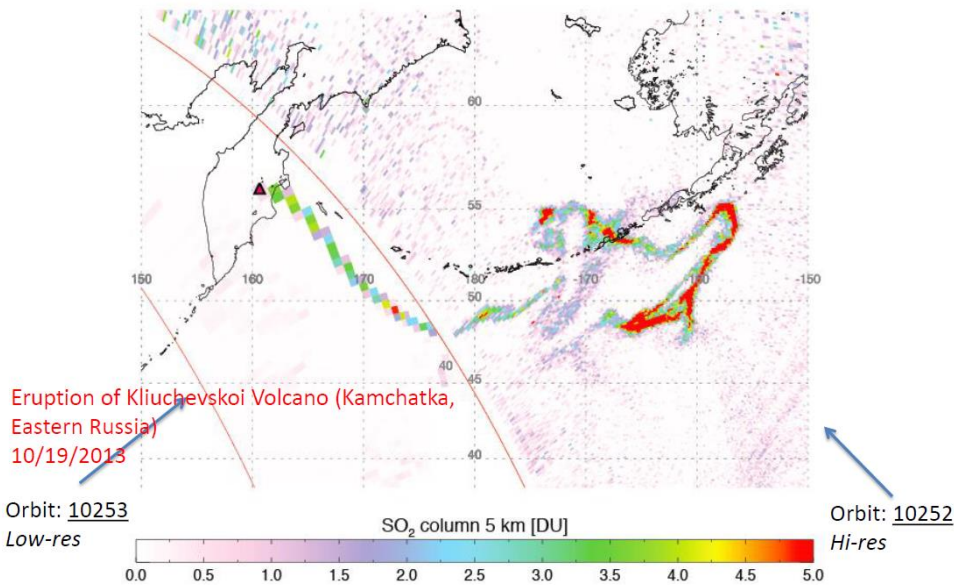 60
55
150
160
170
-180
-170
-160
-150
50
40
45
40
Eruption of Kliuchevskoi Volcano (Kamchatka,
Eastern Russia)
10/19/2013
Orbit: 10253
Low-res
Orbit: 10252
Hi-res
SO₂ column 5 km [DU]
0.0 0.5 1.0 1.5 2.0 2.5 3.0 3.5 4.0 4.5 5.0